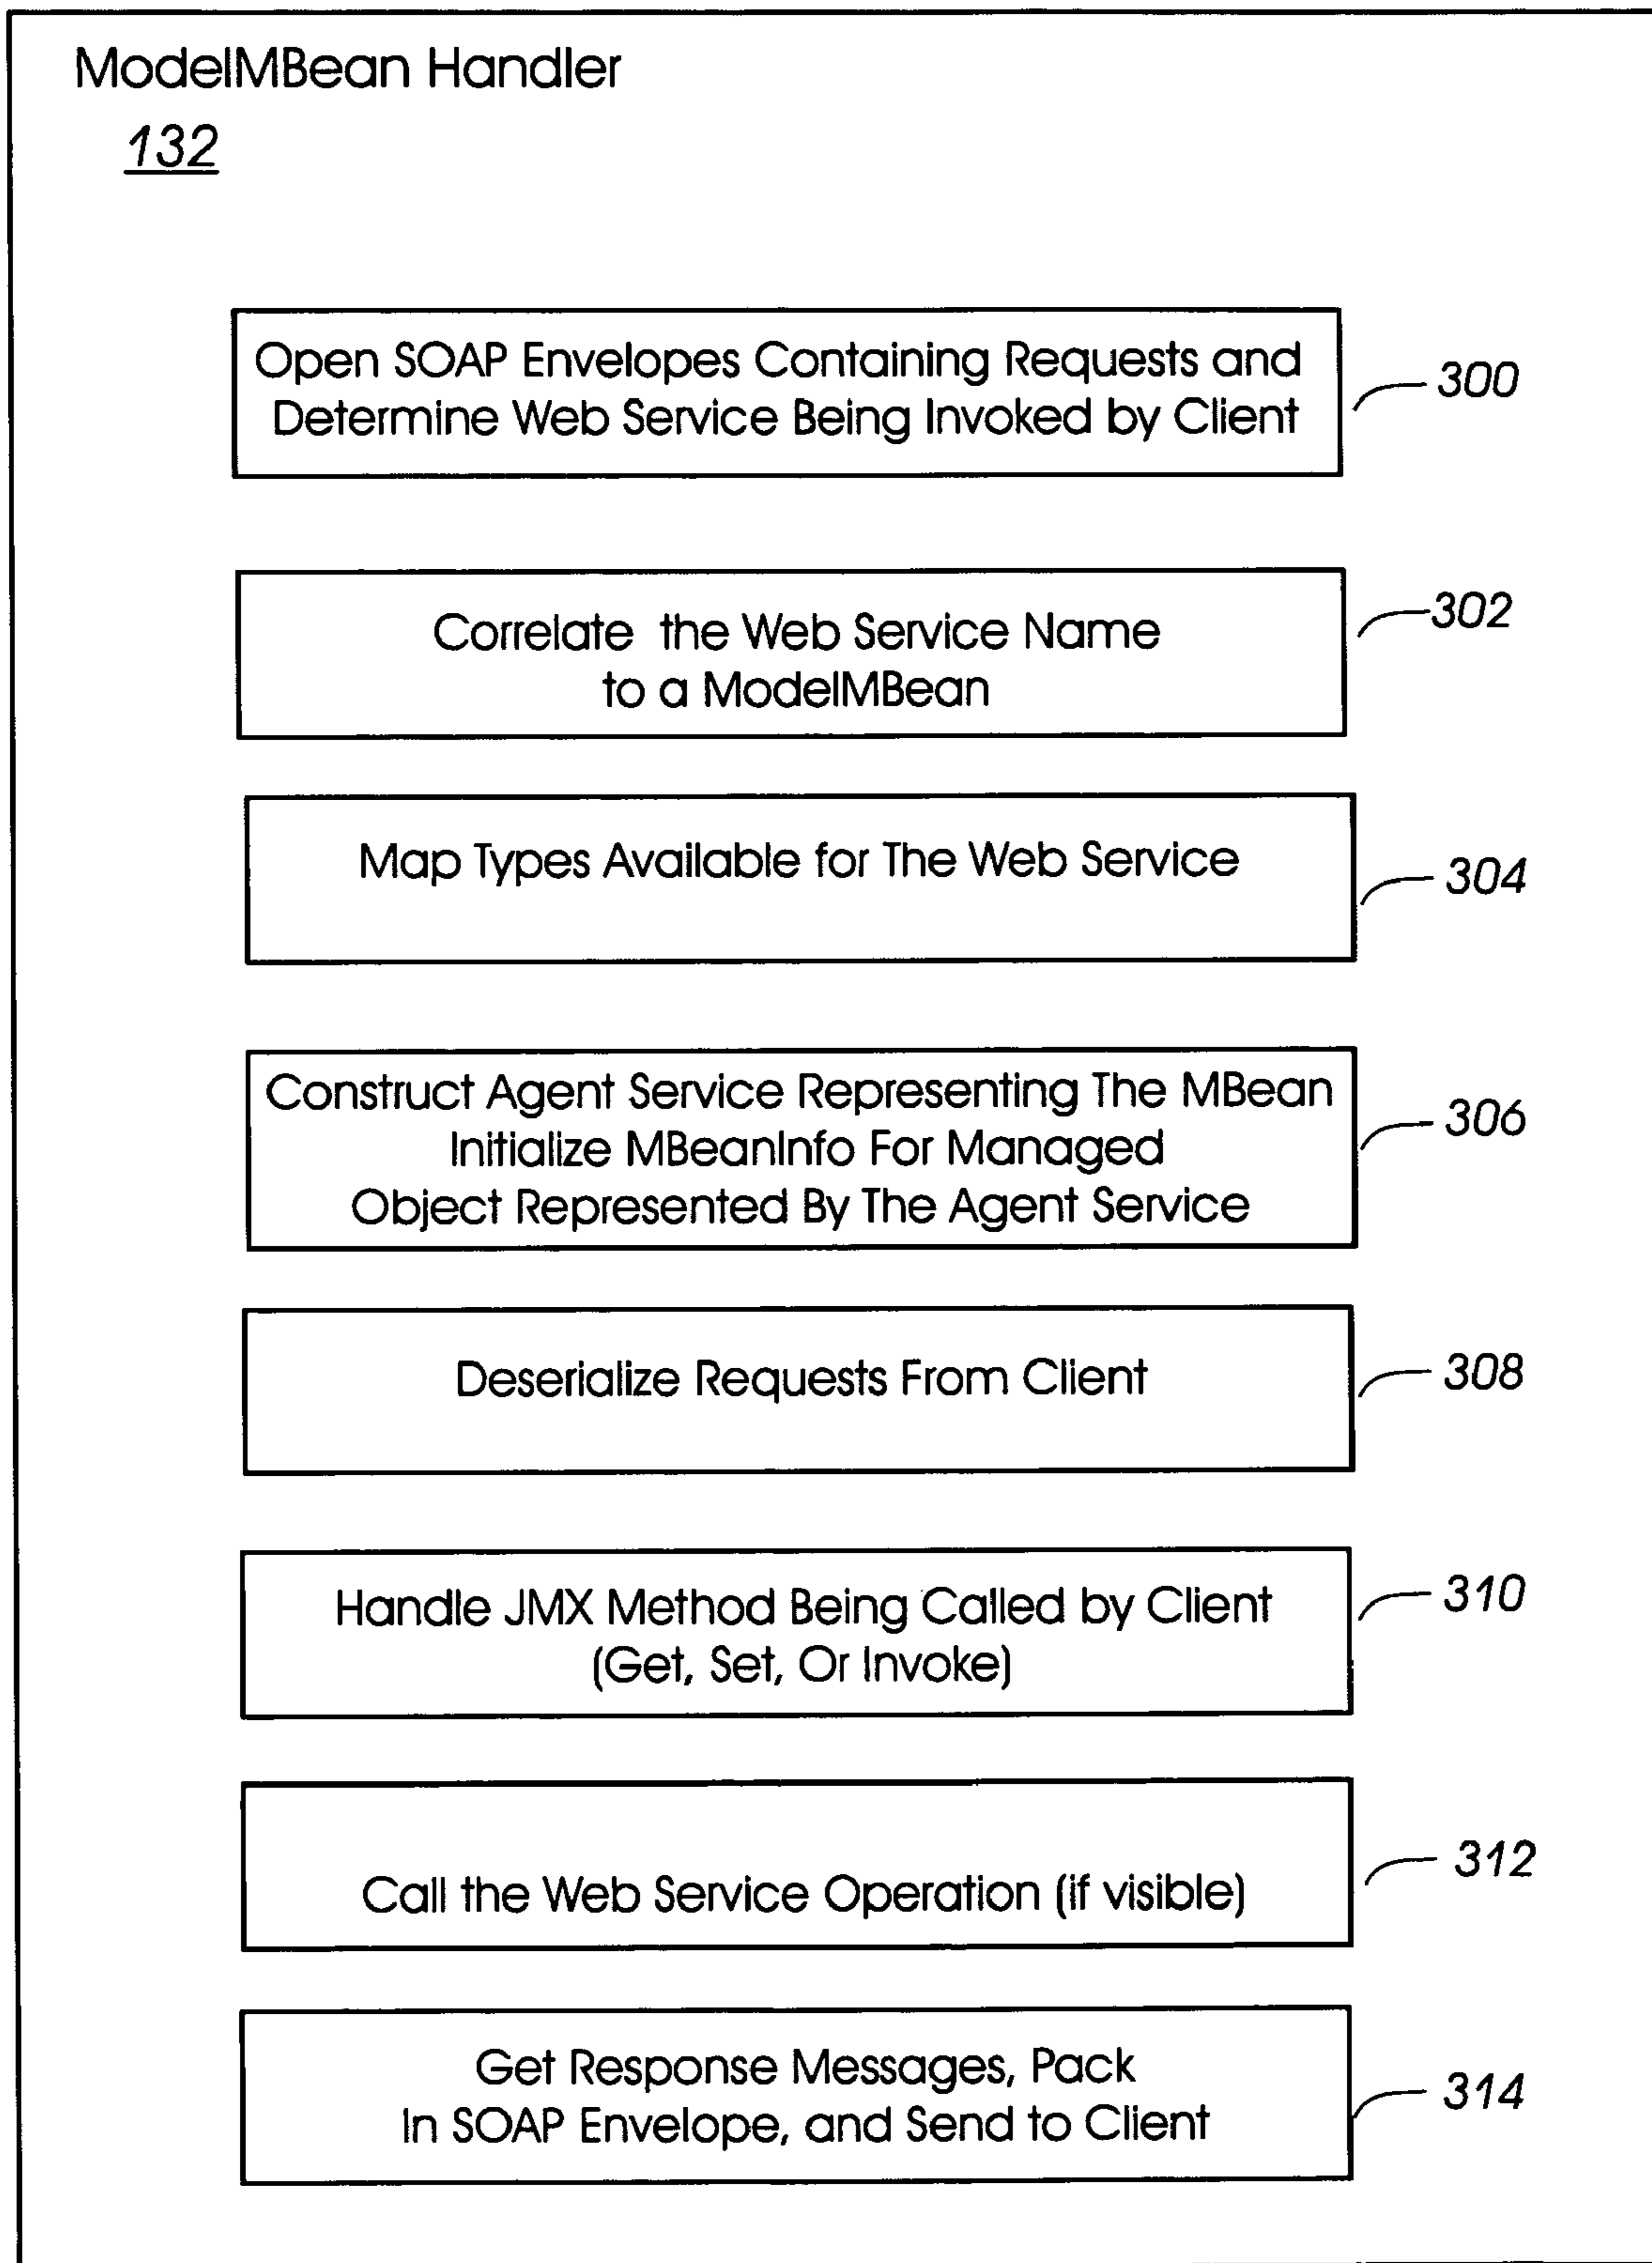 ModelMBean Handler
132
Open SOAP Envelopes Containing Requests and
Determine Web Service Being Invoked by Client
300
Correlate the Web Service Name
to a ModelMBean
302
Map Types Available for The Web Service
304
Construct Agent Service Representing The MBean
Initialize MBeanInfo For Managed
Object Represented By The Agent Service
306
Deserialize Requests From Client
308
Handle JMX Method Being Called by Client
(Get, Set, Or Invoke)
310
Call the Web Service Operation (if visible)
312
Get Response Messages, Pack
In SOAP Envelope, and Send to Client
314